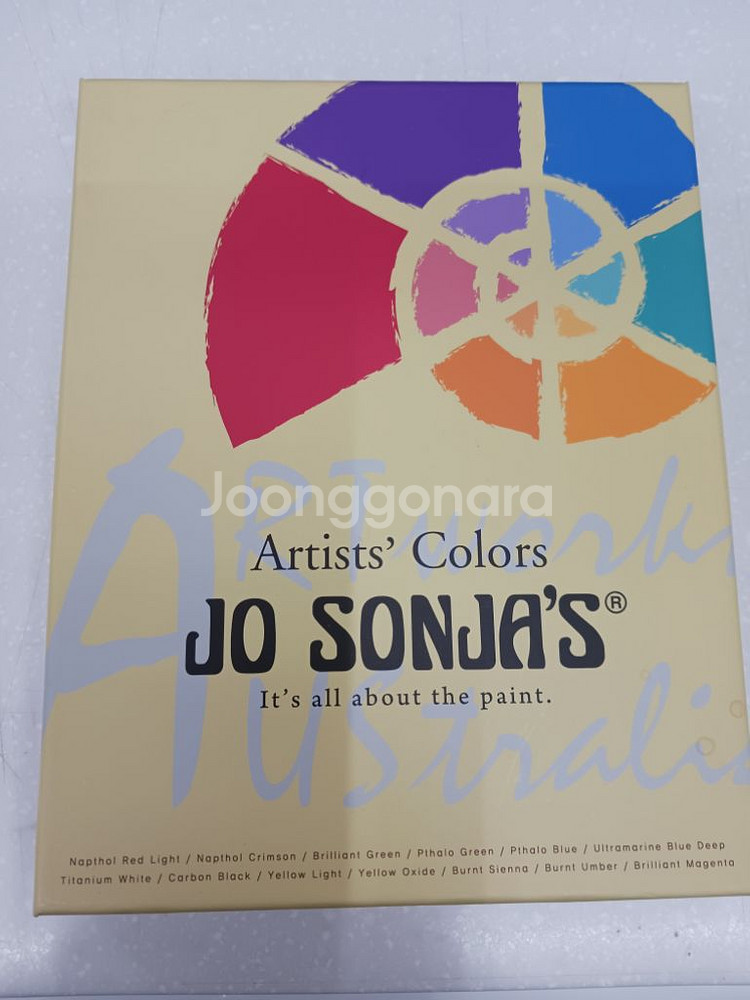 ARTworks
Joonggonara
Artists' Colors
JO SONJA'S®
It's all about the paint.
AUStralia
Napthol Red Light / Napthol Crimson / Brilliant Green / Pthalo Green / Pthalo Blue / Ultramarine Blue Deep
Titanium White / Carbon Black / Yellow Light / Yellow Oxide / Burnt Sienna / Burnt Umber / Brilliant Magenta